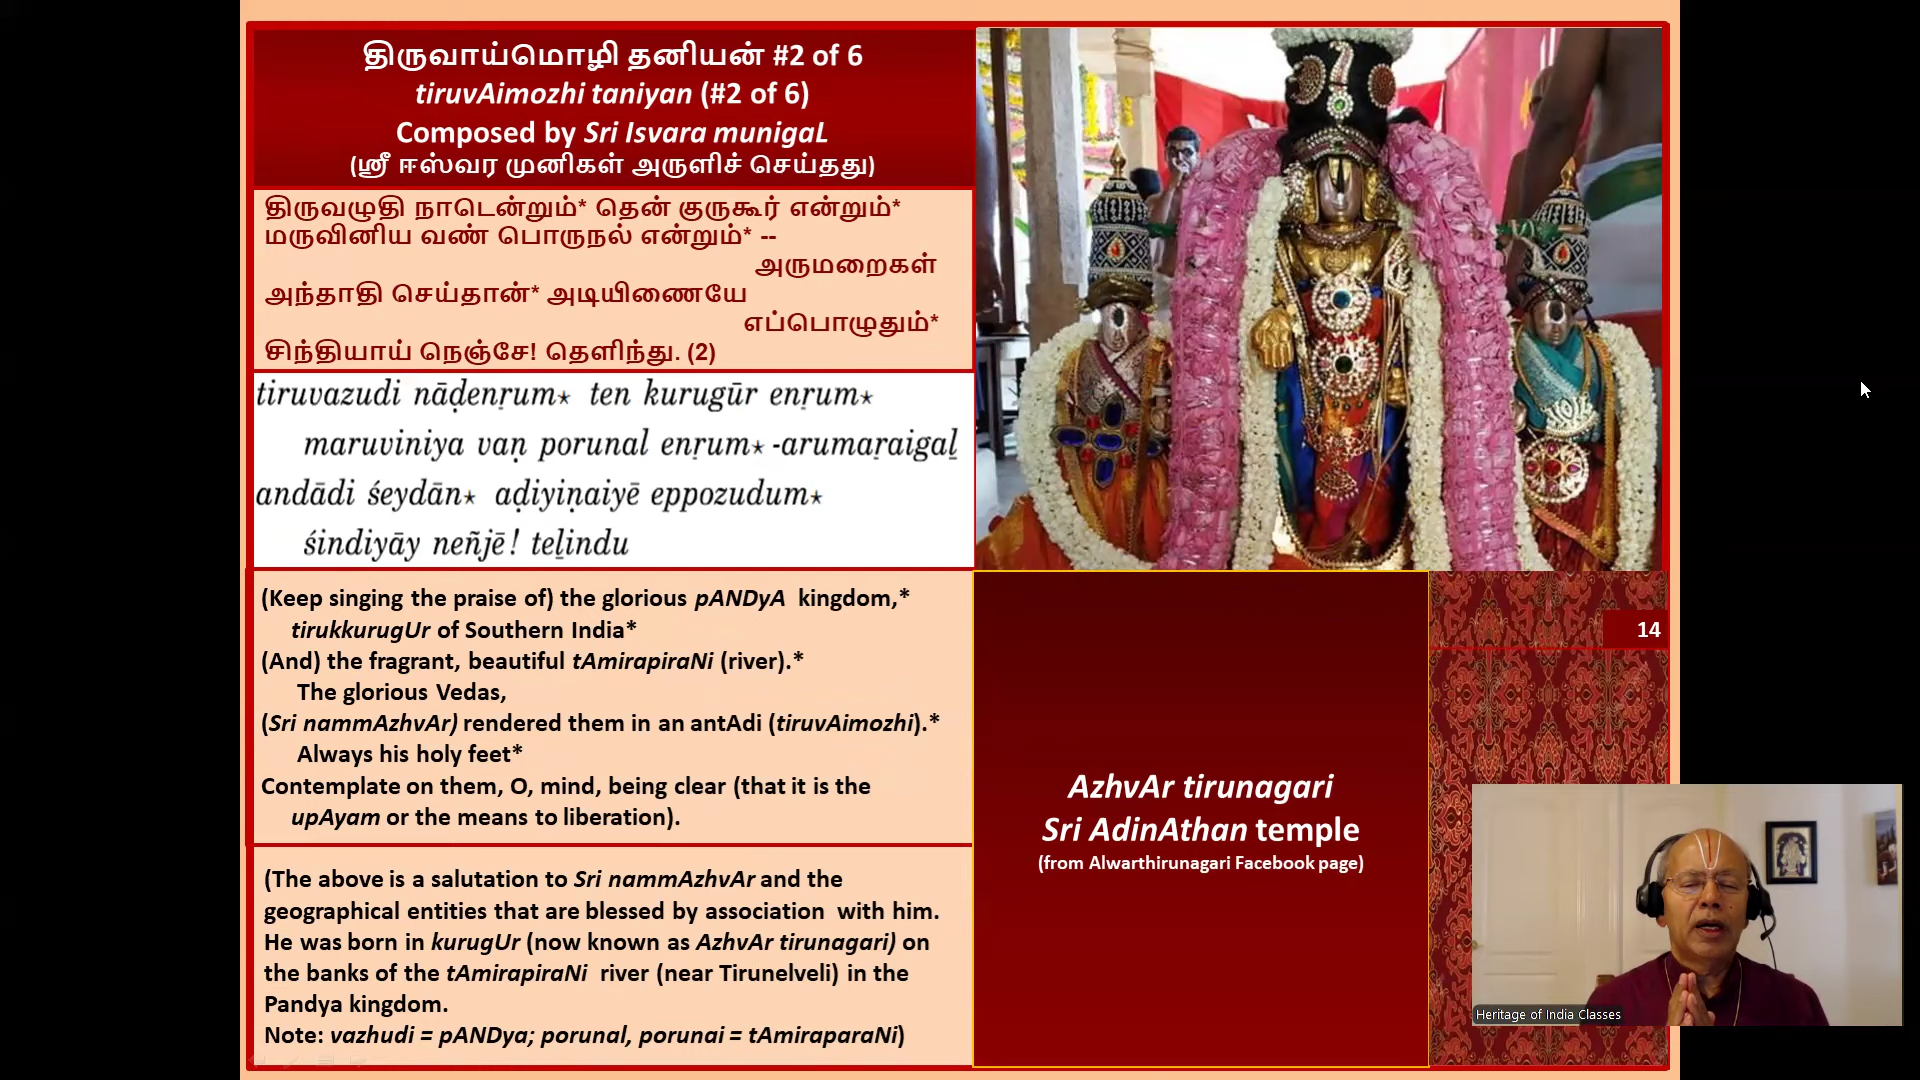 திருவாய்மொழி தனியன் #2 of 6
tiruvAimozhi taniyan (#2 of 6)
Composed by Sri Isvara munigaL
(ஸ்ரீ ஈஸ்வர முனிகள் அருளிச் செய்தது)
திருவழுதி நாடென்றும்* தென் குருகூர் என்றும்*
மருவினிய வண் பொருநல் என்றும்* --
அருமறைகள்
அந்தாதி செய்தான்* அடியிணையே
எப்பொழுதும்*
சிந்தியாய் நெஞ்சே! தெளிந்து. (2)
tiruvazudi nāḍenṟum⋆ ten kurugūr enṟum⋆
maruviniya vaṇ porunal enṟum⋆ -arumaṟaigaḻ
andādi śeydān⋆ aḍiyiṇaiyē eppozudum⋆
śindiyāy neñjē! teḻindu
(Keep singing the praise of) the glorious pANDyA kingdom,*
tirukkurugUr of Southern India*
(And) the fragrant, beautiful tAmirapiraNi (river).*
The glorious Vedas,
(Sri nammAzhvAr) rendered them in an antAdi (tiruvAimozhi).*
Always his holy feet*
Contemplate on them, O, mind, being clear (that it is the
upAyam or the means to liberation).
(The above is a salutation to Sri nammAzhvAr and the
geographical entities that are blessed by association with him.
He was born in kurugUr (now known as AzhvAr tirunagari) on
the banks of the tAmirapiraNi river (near Tirunelveli) in the
Pandya kingdom.
Note: vazhudi = pANDya; porunal, porunai = tAmiraparaNi)
AzhvAr tirunagari
Sri AdinAthan temple
(from Alwarthirunagari Facebook page)
14
Heritage of India Classes